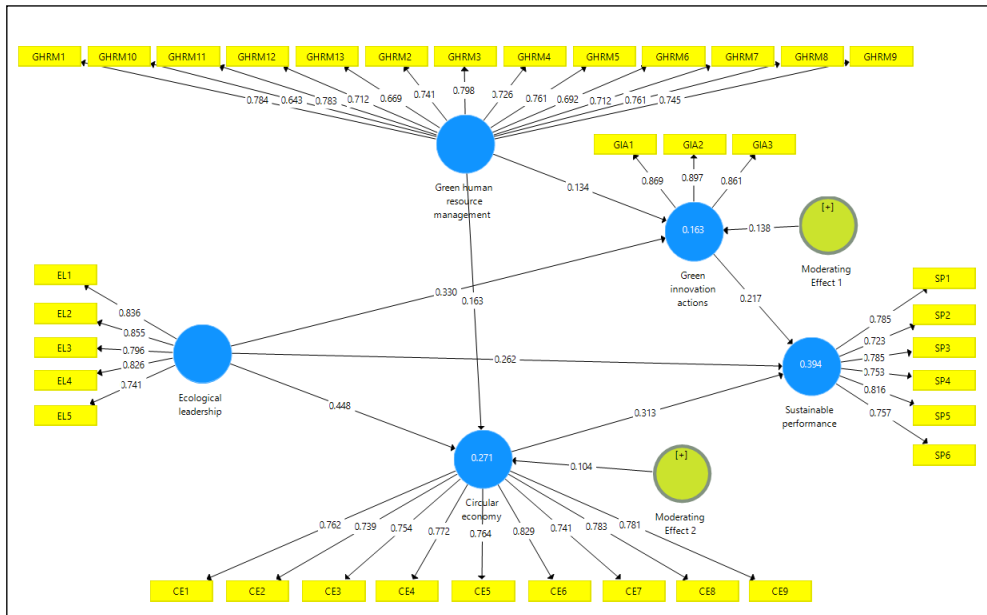 GHRM1 GHRM10 GHRM11 GHRM12 GHRM13 GHRM2 GHRM3 GHRM4 GHRM5 GHRM6 GHRM7 GHRM8 GHRM9
0.784 0.643 0.783 0.712 0.669 0.741 0.798 0.726 0.761 0.692 0.712 0.761 0.745
Green human
resource
management
GIA1 GIA2 GIA3
0.869 0.897 0.861
0.134
0.163
[+]
0.138
Moderating
Effect 1
Green
innovation
actions
0.330
0.163
0.217
EL1
EL2
EL3
EL4
EL5
0.836
0.855
0.796
0.826
0.741
Ecological
leadership
0.262
0.448
0.313
SP1
SP2
SP3
SP4
SP5
SP6
0.785
0.723
0.785
0.753
0.816
0.757
0.394
Sustainable
performance
0.271
Circular
economy
0.104
[+]
Moderating
Effect 2
0.762 0.739 0.754 0.772 0.764 0.829 0.741 0.783 0.781
CE1 CE2 CE3 CE4 CE5 CE6 CE7 CE8 CE9